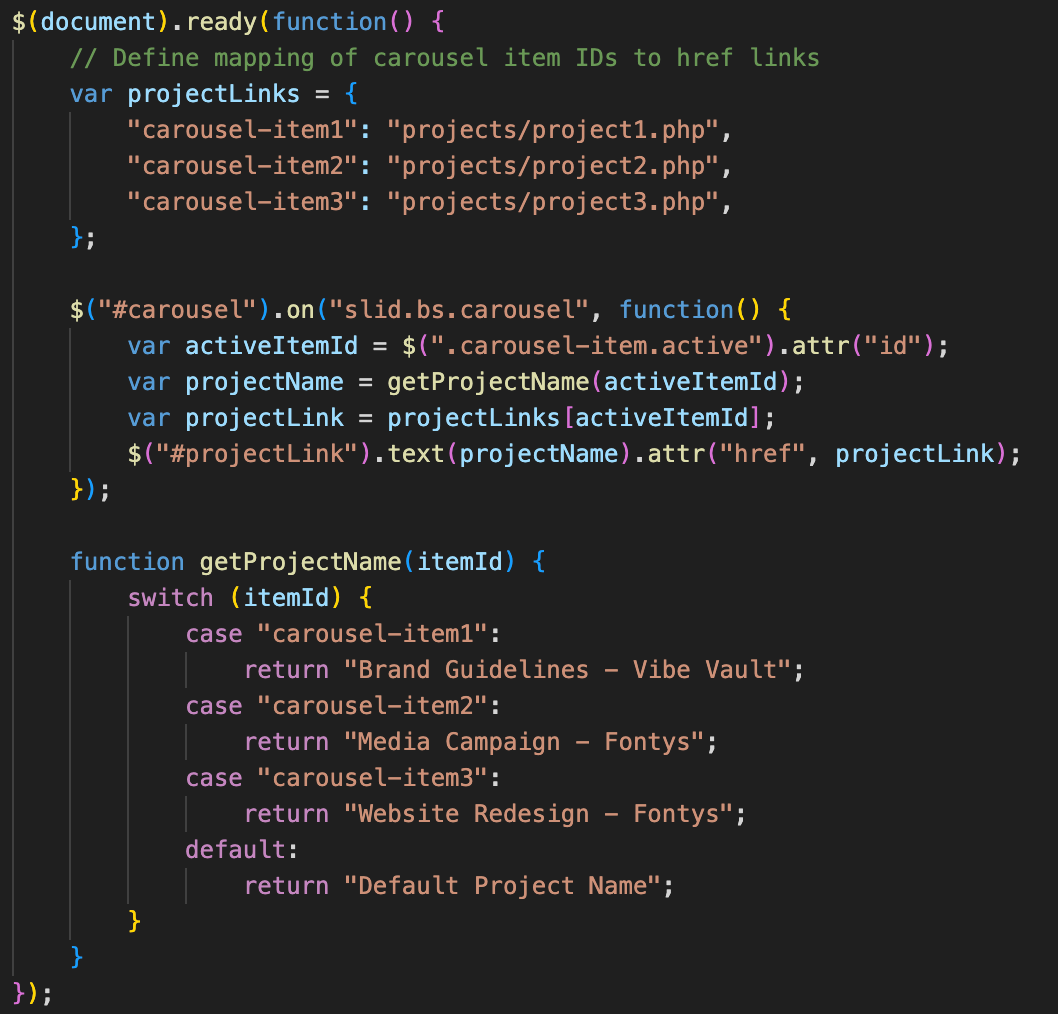 $(document).ready(function() {
    // Define mapping of carousel item IDs to href links
    var projectLinks = {
        "carousel-item1": "projects/project1.php",
        "carousel-item2": "projects/project2.php",
        "carousel-item3": "projects/project3.php",
    };

    $("#carousel").on("slid.bs.carousel", function() {
        var activeItemId = $(".carousel-item.active").attr("id");
        var projectName = getProjectName(activeItemId);
        var projectLink = projectLinks[activeItemId];
        $("#projectLink").text(projectName).attr("href", projectLink);
    });

    function getProjectName(itemId) {
        switch (itemId) {
            case "carousel-item1":
                return "Brand Guidelines - Vibe Vault";
            case "carousel-item2":
                return "Media Campaign - Fontys";
            case "carousel-item3":
                return "Website Redesign - Fontys";
            default:
                return "Default Project Name";
        }
    }
});